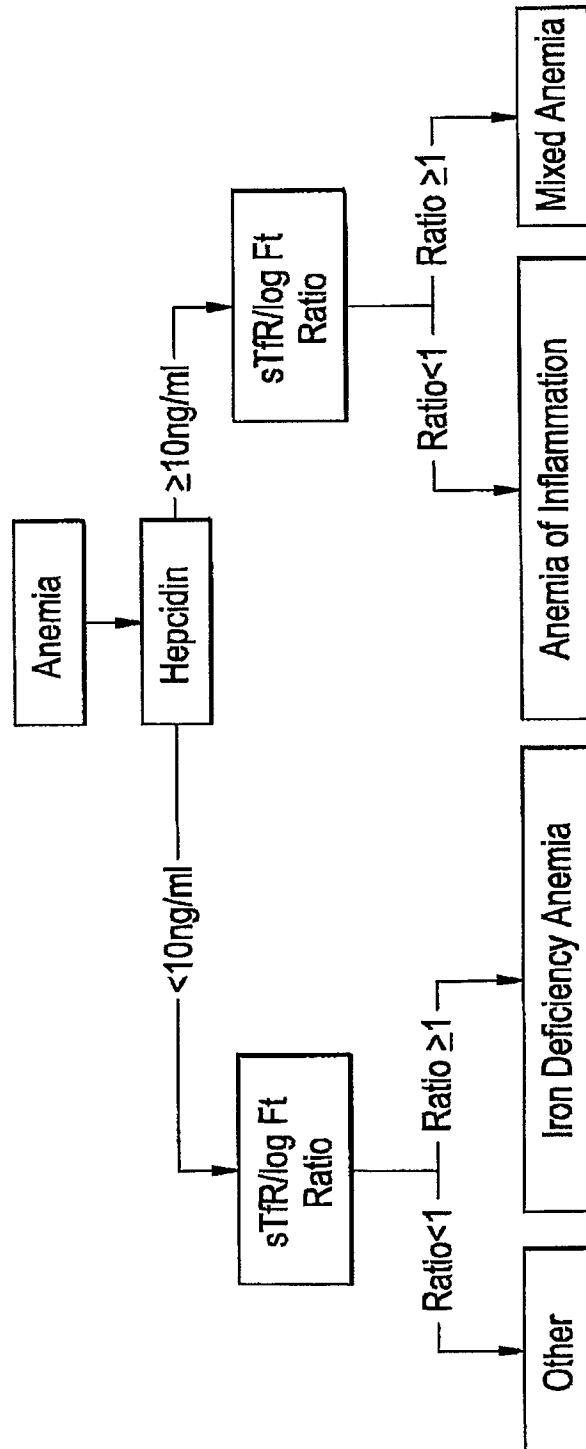 Anemia
Hepcidin
<10ng/ml
≥10ng/ml
sTfR/log Ft
Ratio
sTfR/log Ft
Ratio
Ratio<1
Ratio ≥1
Ratio<1
Ratio ≥1
Other
Iron Deficiency Anemia
Anemia of Inflammation
Mixed Anemia